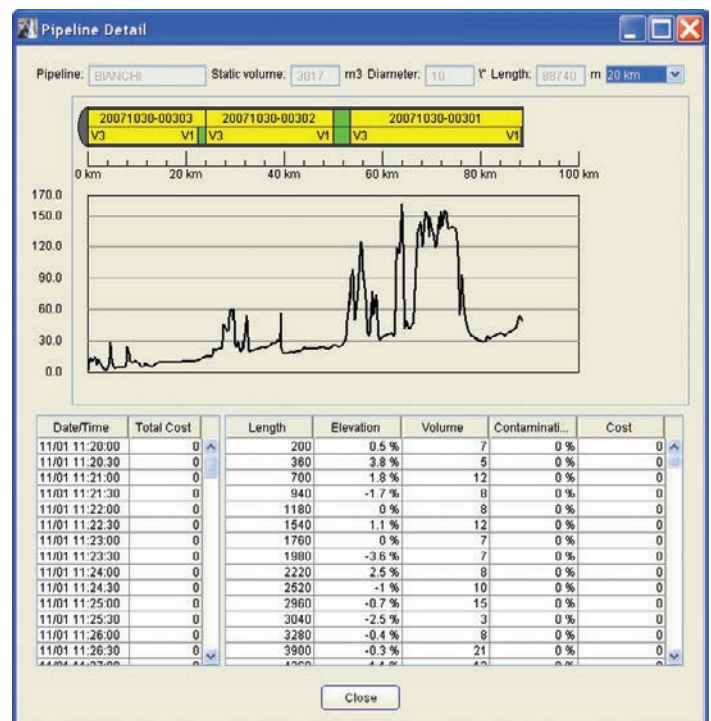 Pipeline Detail
Pipeline: BIANCHI Static volume: 3017 m3 Diameter: 10 \" Length: 88740 m 20 km
20071030-00303 20071030-00302 20071030-00301
V3 V1 V3 V1 V3 V1
0 km 20 km 40 km 60 km 80 km 100 km
170.0
150.0
120.0
90.0
60.0
30.0
0.0
Date/Time Total Cost Length Elevation Volume Contaminati... Cost
11/01 11:20:00 0 200 0.5 % 7 0 % 0
11/01 11:20:30 0 360 3.8 % 5 0 % 0
11/01 11:21:00 0 700 1.8 % 12 0 % 0
11/01 11:21:30 0 940 -1.7 % 8 0 % 0
11/01 11:22:00 0 1180 0 % 8 0 % 0
11/01 11:22:30 0 1540 1.1 % 12 0 % 0
11/01 11:23:00 0 1760 0 % 7 0 % 0
11/01 11:23:30 0 1980 -3.6 % 7 0 % 0
11/01 11:24:00 0 2220 2.5 % 8 0 % 0
11/01 11:24:30 0 2520 -1 % 10 0 % 0
11/01 11:25:00 0 2960 -0.7 % 15 0 % 0
11/01 11:25:30 0 3040 -2.5 % 3 0 % 0
11/01 11:26:00 0 3280 -0.4 % 8 0 % 0
11/01 11:26:30 0 3900 -0.3 % 21 0 % 0
Close